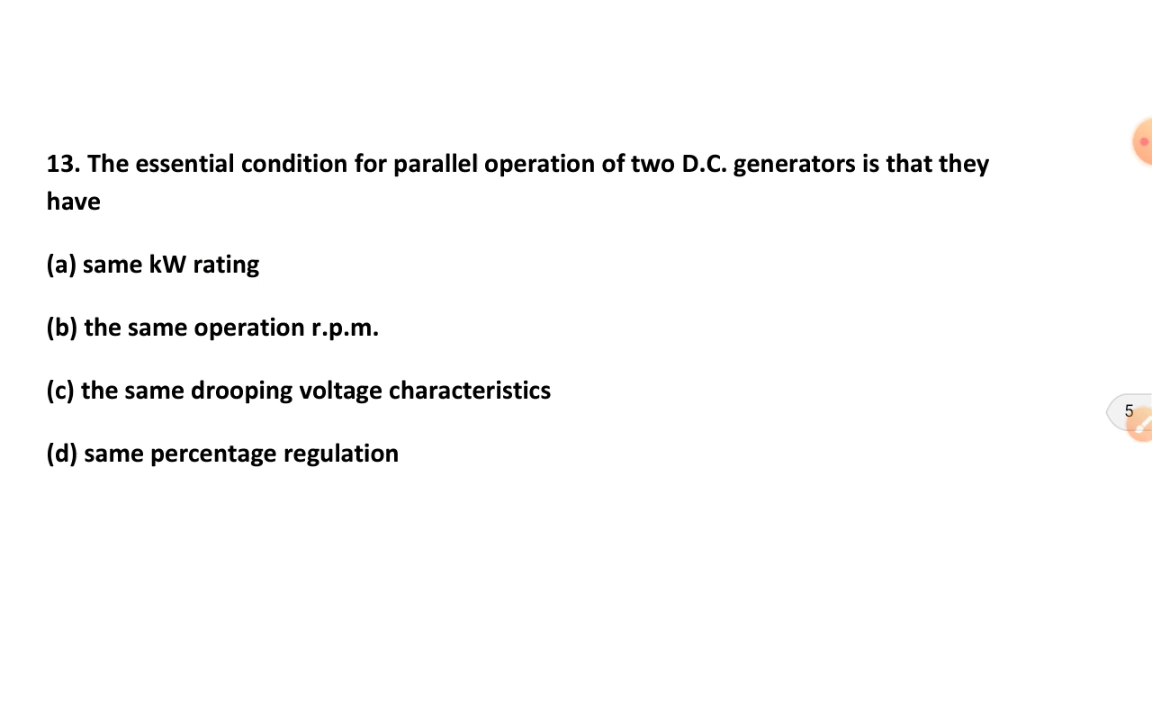 13. The essential condition for parallel operation of two D.C. generators is that they
have
(a) same kW rating
(b) the same operation r.p.m.
(c) the same drooping voltage characteristics
(d) same percentage regulation
5